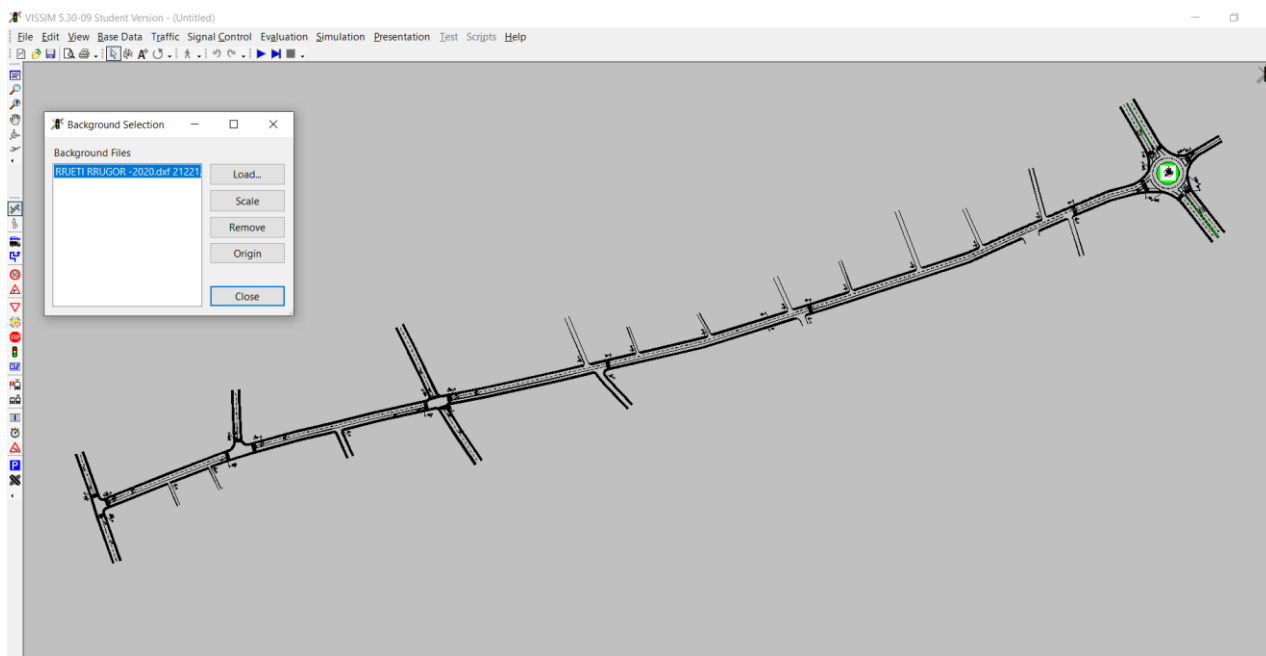 VISSIM 5.30-09 Student Version - (Untitled)
File Edit View Base Data Traffic Signal Control Evaluation Simulation Presentation Test Scripts Help
Background Selection
Background Files
RRJETI RRUGOR -2020.dxf 21221
Load...
Scale
Remove
Origin
Close